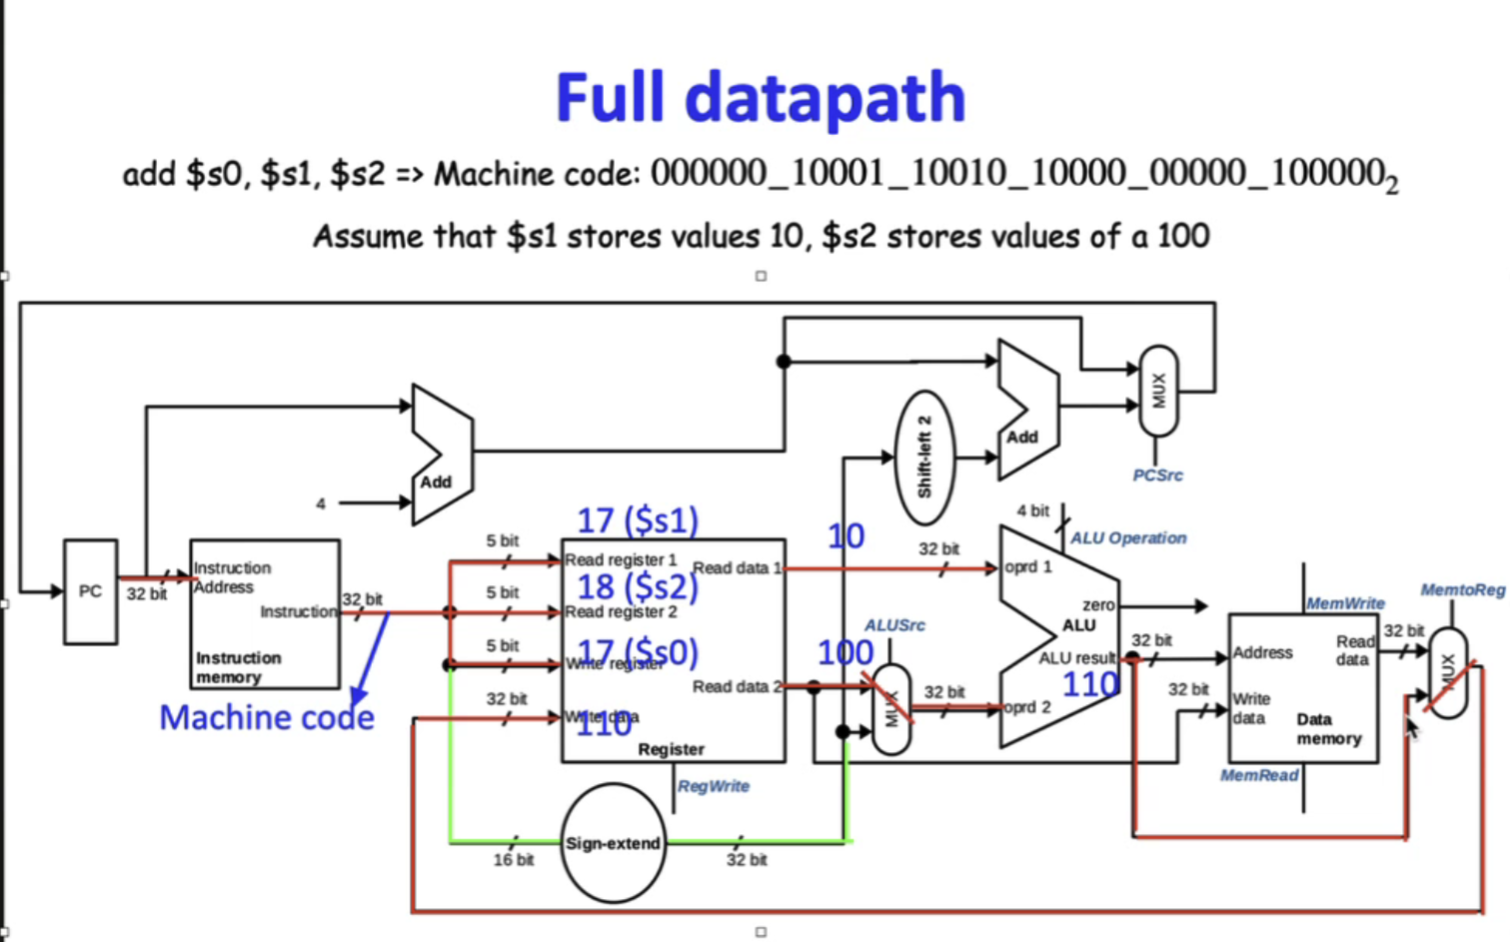 Full datapath
add $s0, $s1, $s2 => Machine code: 000000_10001_10010_10000_00000_100000₂
Assume that $s1 stores values 10, $s2 stores values of a 100
Add
4
PC
32 bit
Instruction
Address
Instruction
Instruction
memory
32 bit
Machine code
5 bit
5 bit
5 bit
32 bit
17 ($s1)
Read register 1
18 ($s2)
Read register 2
17 ($s0)
Write register
Write data
110
Read data 1
Read data 2
Register
RegWrite
Sign-extend
16 bit
32 bit
10
100
32 bit
ALUSrc
MUX
32 bit
Shift-left 2
Add
MUX
PCSrc
4 bit
ALU Operation
oprd 1
zero
ALU
ALU result
110
oprd 2
32 bit
32 bit
MemWrite
Address
Read
data
Write
data
Data
memory
MemRead
32 bit
MemtoReg
MUX